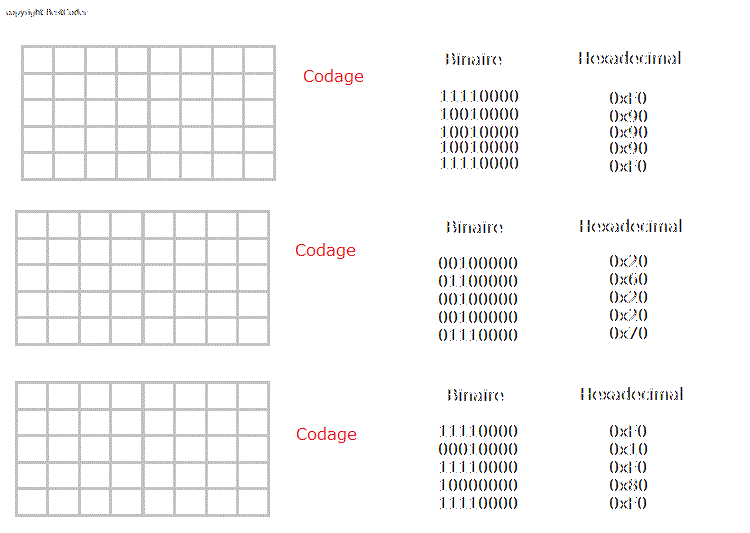 copyright BestCoder
Codage
Binaire Hexadecimal
11110000 0xF0
10010000 0x90
10010000 0x90
10010000 0x90
11110000 0xF0
Codage
Binaire Hexadecimal
00100000 0x20
01100000 0x60
00100000 0x20
00100000 0x20
01110000 0x70
Codage
Binaire Hexadecimal
11110000 0xF0
00010000 0x10
11110000 0xF0
10000000 0x80
11110000 0xF0